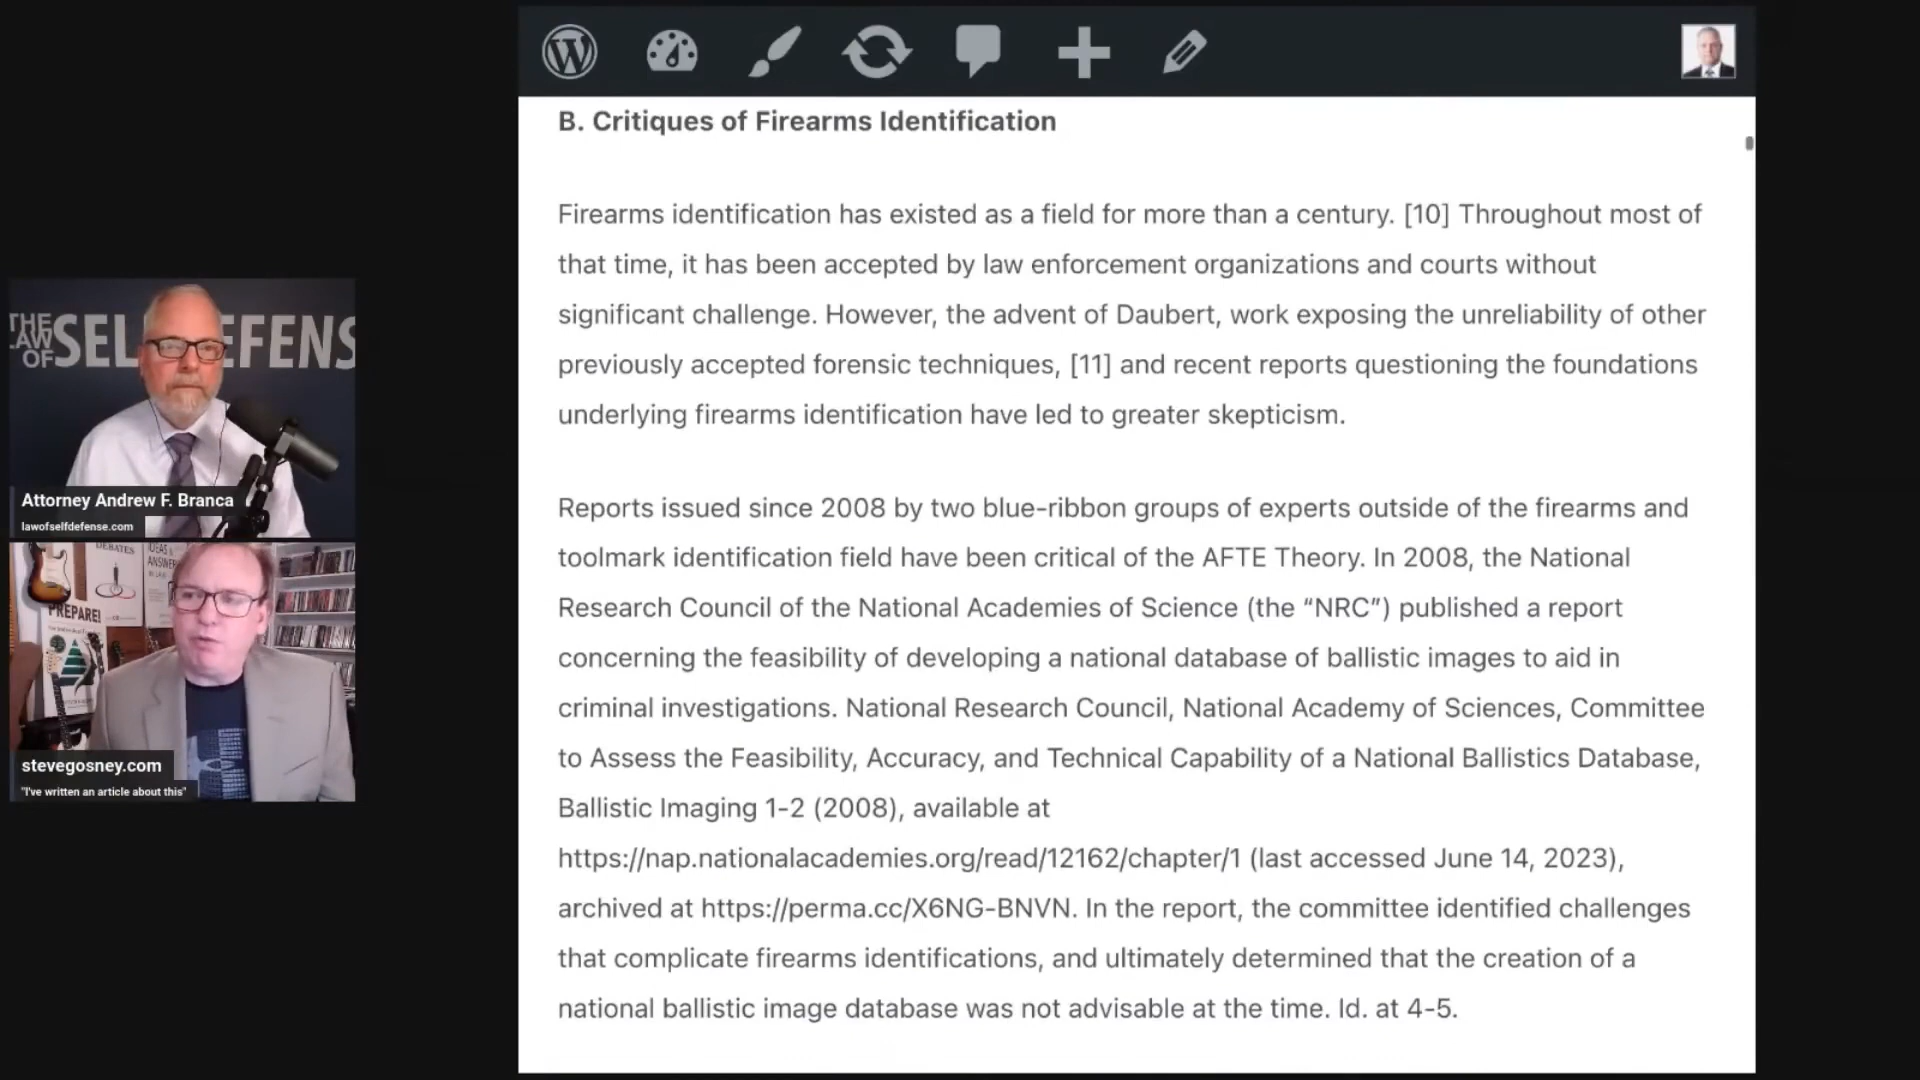 B. Critiques of Firearms Identification
Firearms identification has existed as a field for more than a century. [10] Throughout most of
that time, it has been accepted by law enforcement organizations and courts without
significant challenge. However, the advent of Daubert, work exposing the unreliability of other
previously accepted forensic techniques, [11] and recent reports questioning the foundations
underlying firearms identification have led to greater skepticism.
Reports issued since 2008 by two blue-ribbon groups of experts outside of the firearms and
toolmark identification field have been critical of the AFTE Theory. In 2008, the National
Research Council of the National Academies of Science (the “NRC”) published a report
concerning the feasibility of developing a national database of ballistic images to aid in
criminal investigations. National Research Council, National Academy of Sciences, Committee
to Assess the Feasibility, Accuracy, and Technical Capability of a National Ballistics Database,
Ballistic Imaging 1-2 (2008), available at
https://nap.nationalacademies.org/read/12162/chapter/1 (last accessed June 14, 2023),
archived at https://perma.cc/X6NG-BNVN. In the report, the committee identified challenges
that complicate firearms identifications, and ultimately determined that the creation of a
national ballistic image database was not advisable at the time. Id. at 4-5.
THE
LAW
OF
SEL DEFENS
Attorney Andrew F. Branca
lawofselfdefense.com
DEBATES
IDEAS &
ANSWER
PREPARE!
stevegosney.com
"I've written an article about this"